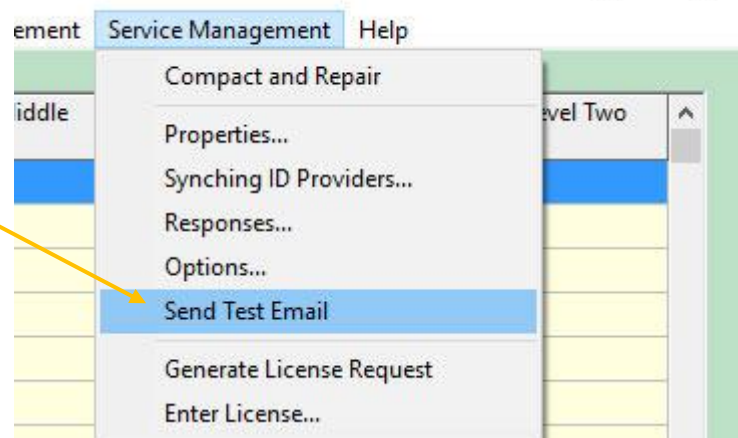 ement Service Management Help
Compact and Repair
iddle evel Two
Properties...
Synching ID Providers...
Responses...
Options...
Send Test Email
Generate License Request
Enter License...